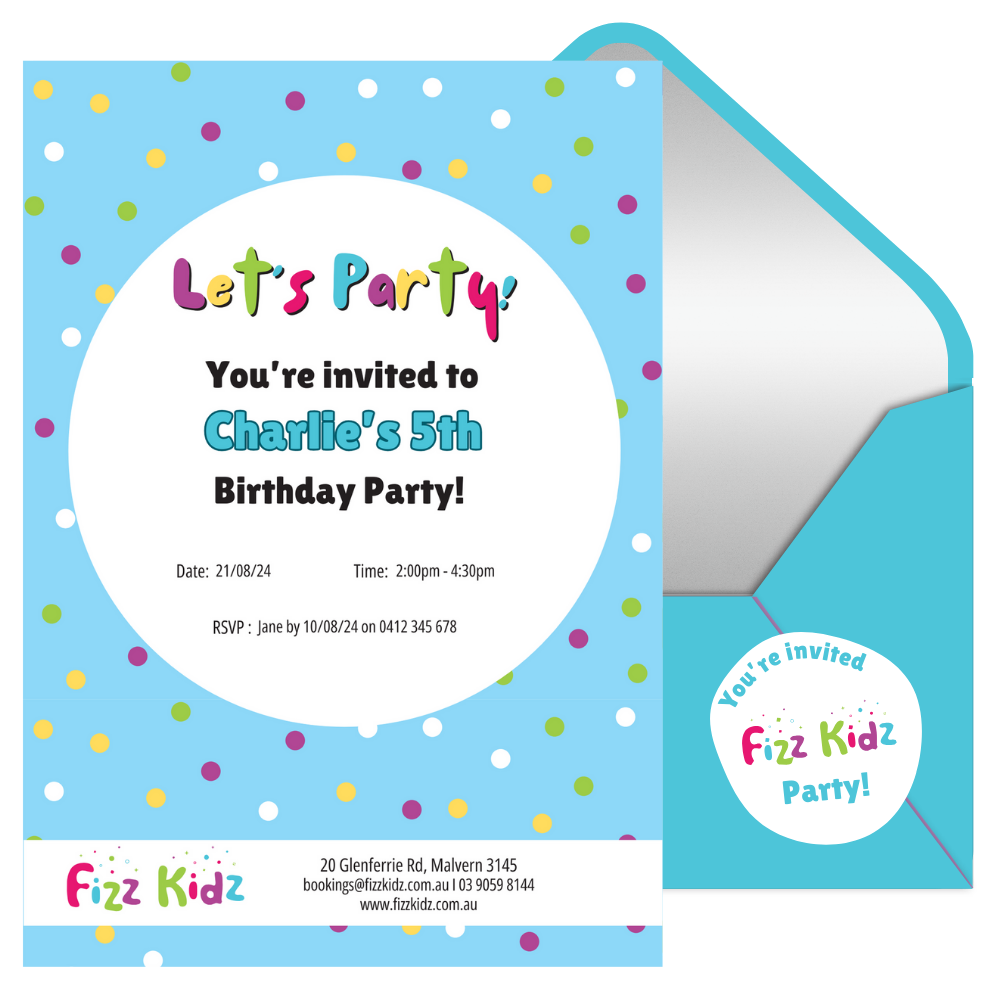 Let's Party!
You're invited to
Charlie's 5th
Birthday Party!
Date: 21/08/24 Time: 2:00pm - 4:30pm
RSVP : Jane by 10/08/24 on 0412 345 678
Fizz Kidz
20 Glenferrie Rd, Malvern 3145
bookings@fizzkidz.com.au I 03 9059 8144
www.fizzkidz.com.au
You're invited
Fizz Kidz
Party!